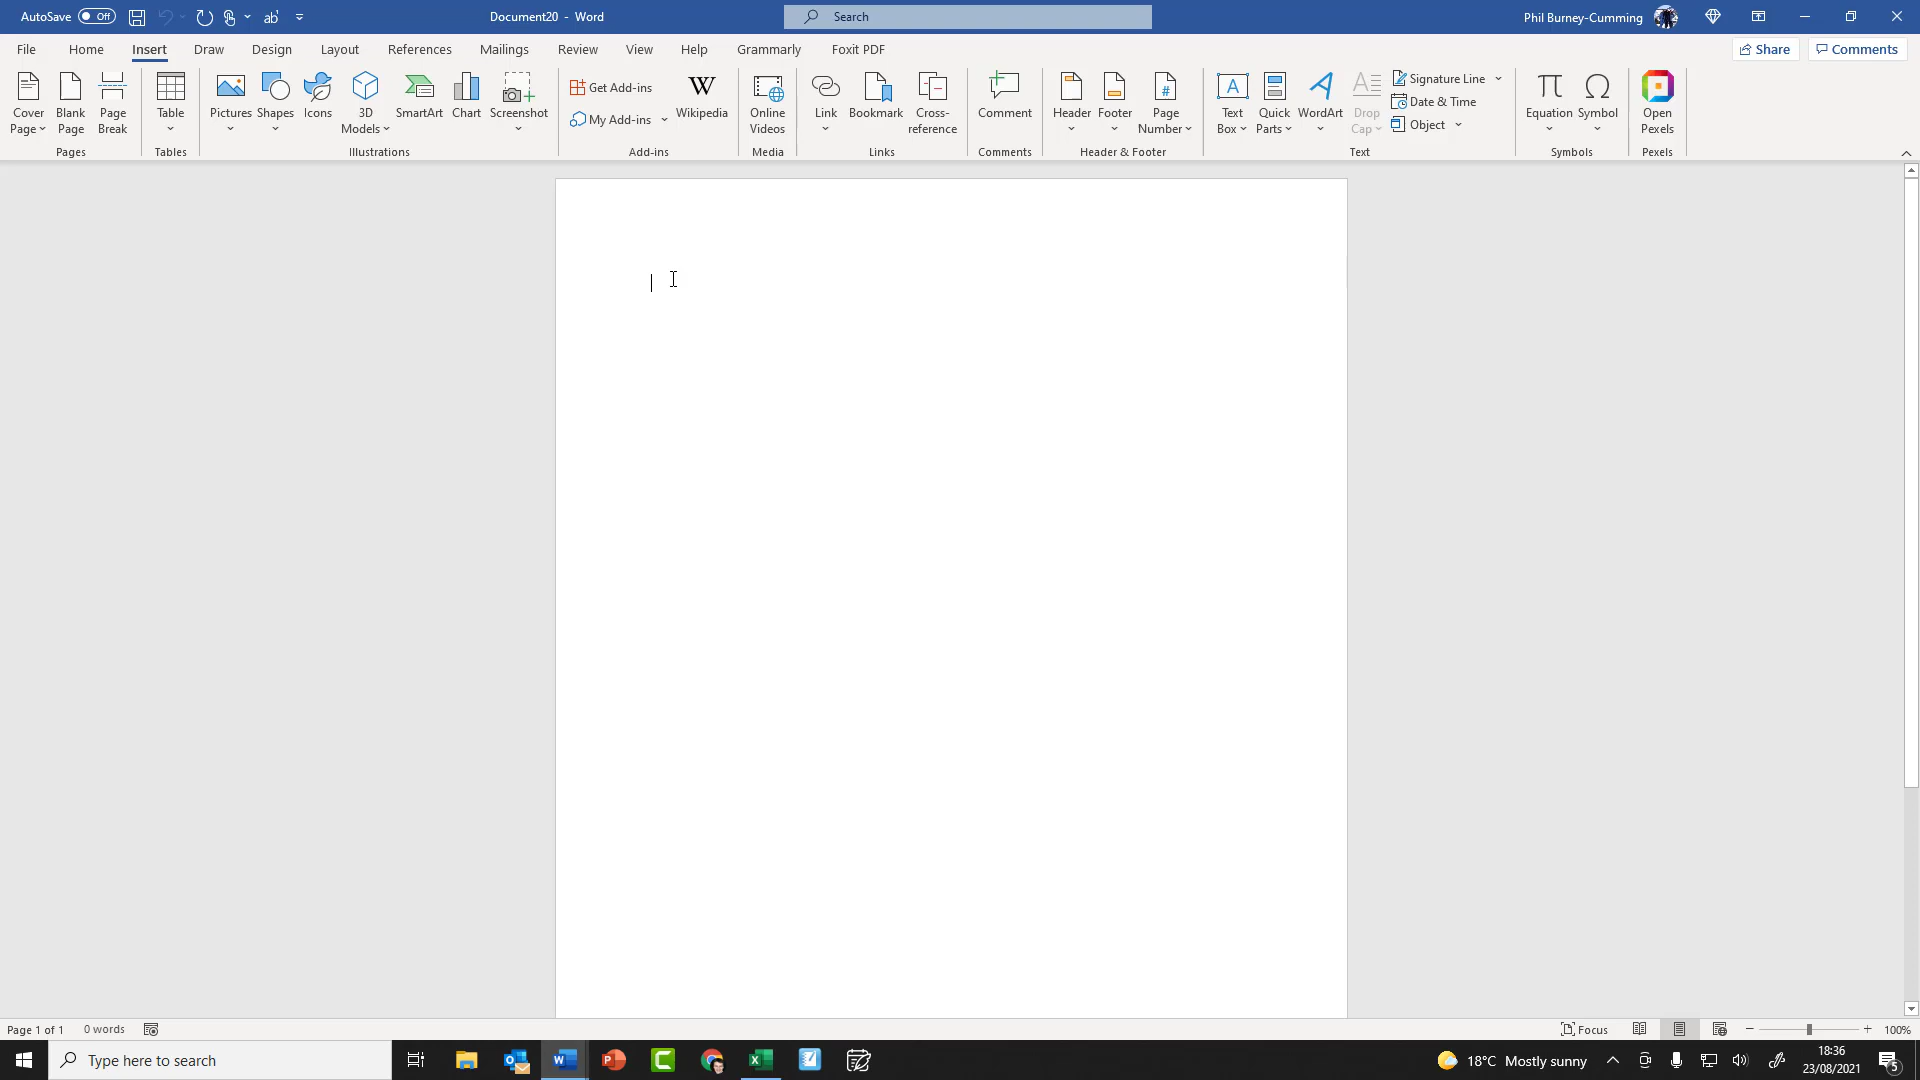 AutoSave Off Document20 - Word Search Phil Burney-Cumming
File Home Insert Draw Design Layout References Mailings Review View Help Grammarly Foxit PDF Share Comments
Cover Page
Blank Page
Page Break
Table
Pictures
Shapes
Icons
3D Models
SmartArt
Chart
Screenshot
Get Add-ins
My Add-ins
Wikipedia
Online Videos
Link
Bookmark
Cross-reference
Comment
Header
Footer
Page Number
Text Box
Quick Parts
WordArt
Drop Cap
Signature Line
Date & Time
Object
Equation
Symbol
Open Pexels
Pages Tables Illustrations Add-ins Media Links Comments Header & Footer Text Symbols Pexels
Page 1 of 1 0 words Focus 100%
Type here to search 18°C Mostly sunny 18:36
23/08/2021 5